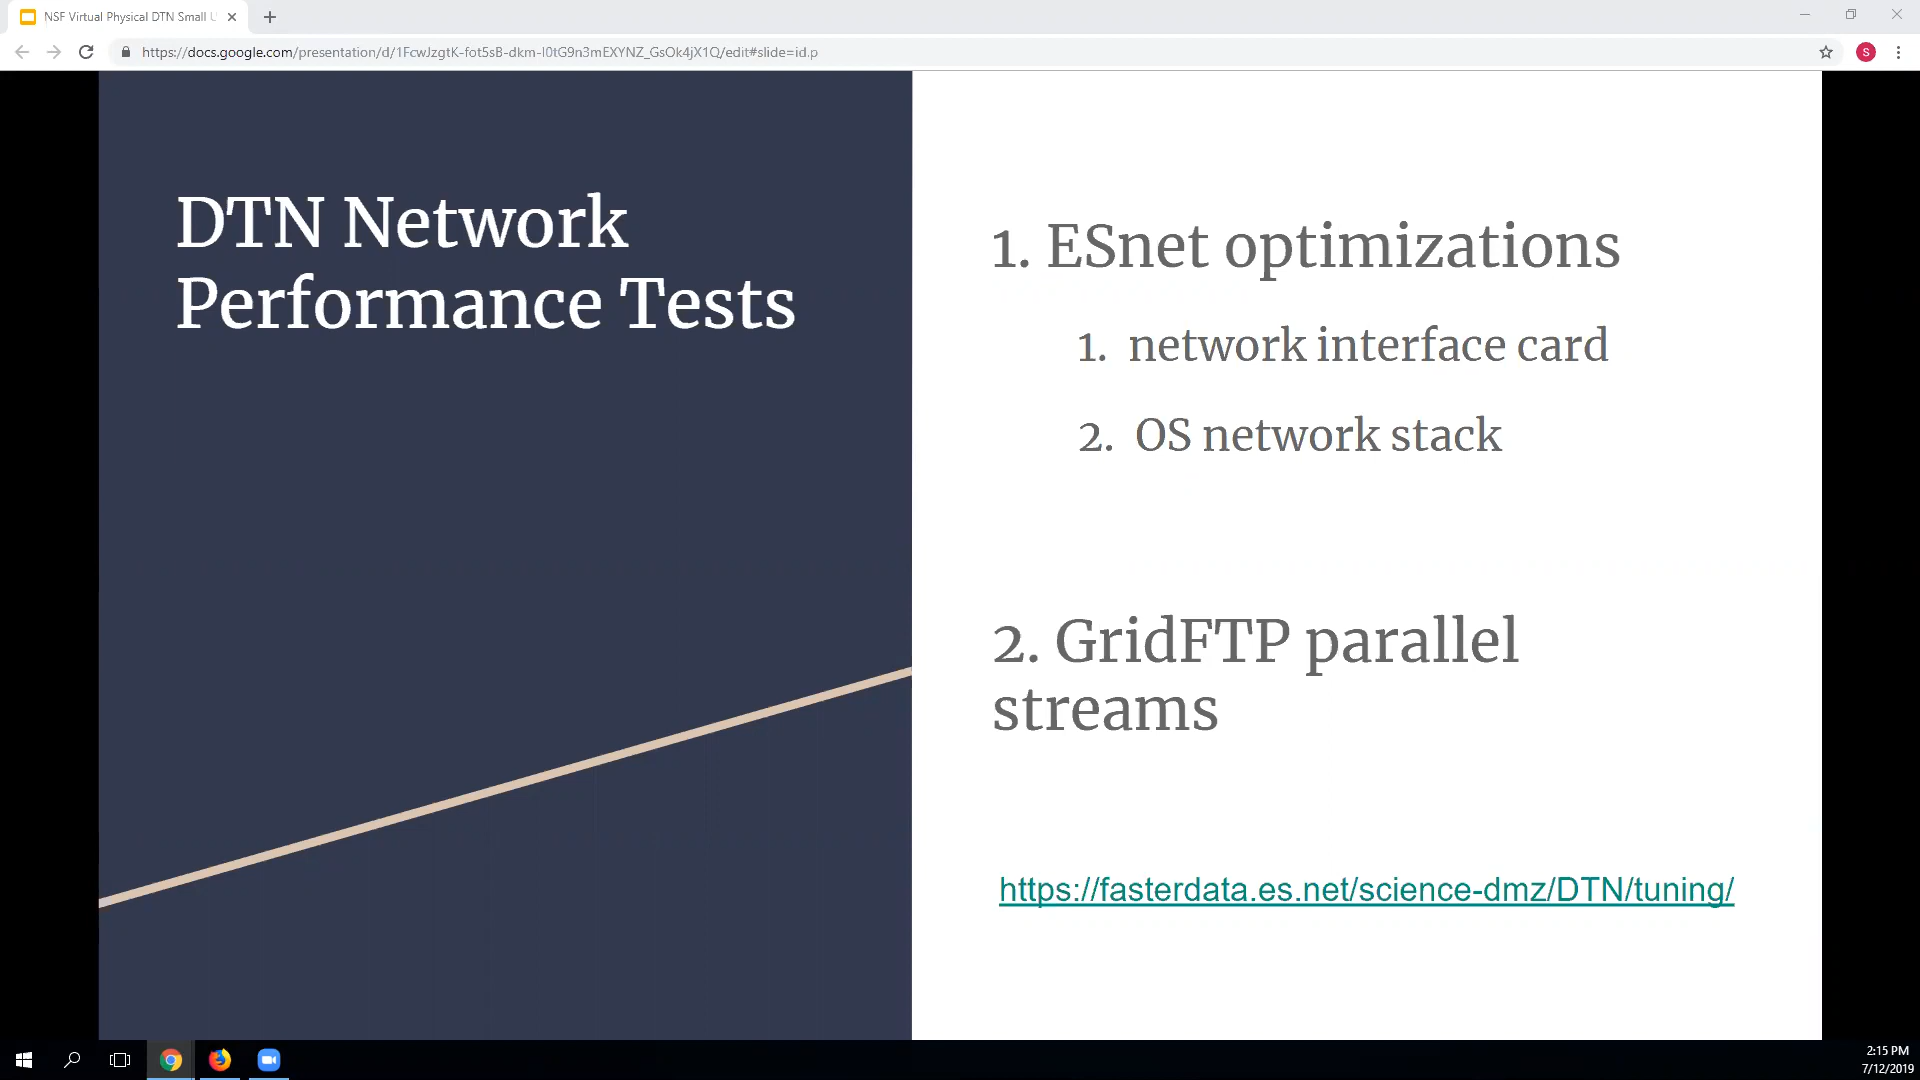 NSF Virtual Physical DTN Small U
https://docs.google.com/presentation/d/1FcwJzgtK-fot5sB-dkm-I0tG9n3mEXYNZ_GsOk4jX1Q/edit#slide=id.p
S
DTN Network
Performance Tests
1. ESnet optimizations
1. network interface card
2. OS network stack
2. GridFTP parallel
streams
https://fasterdata.es.net/science-dmz/DTN/tuning/
2:15 PM
7/12/2019